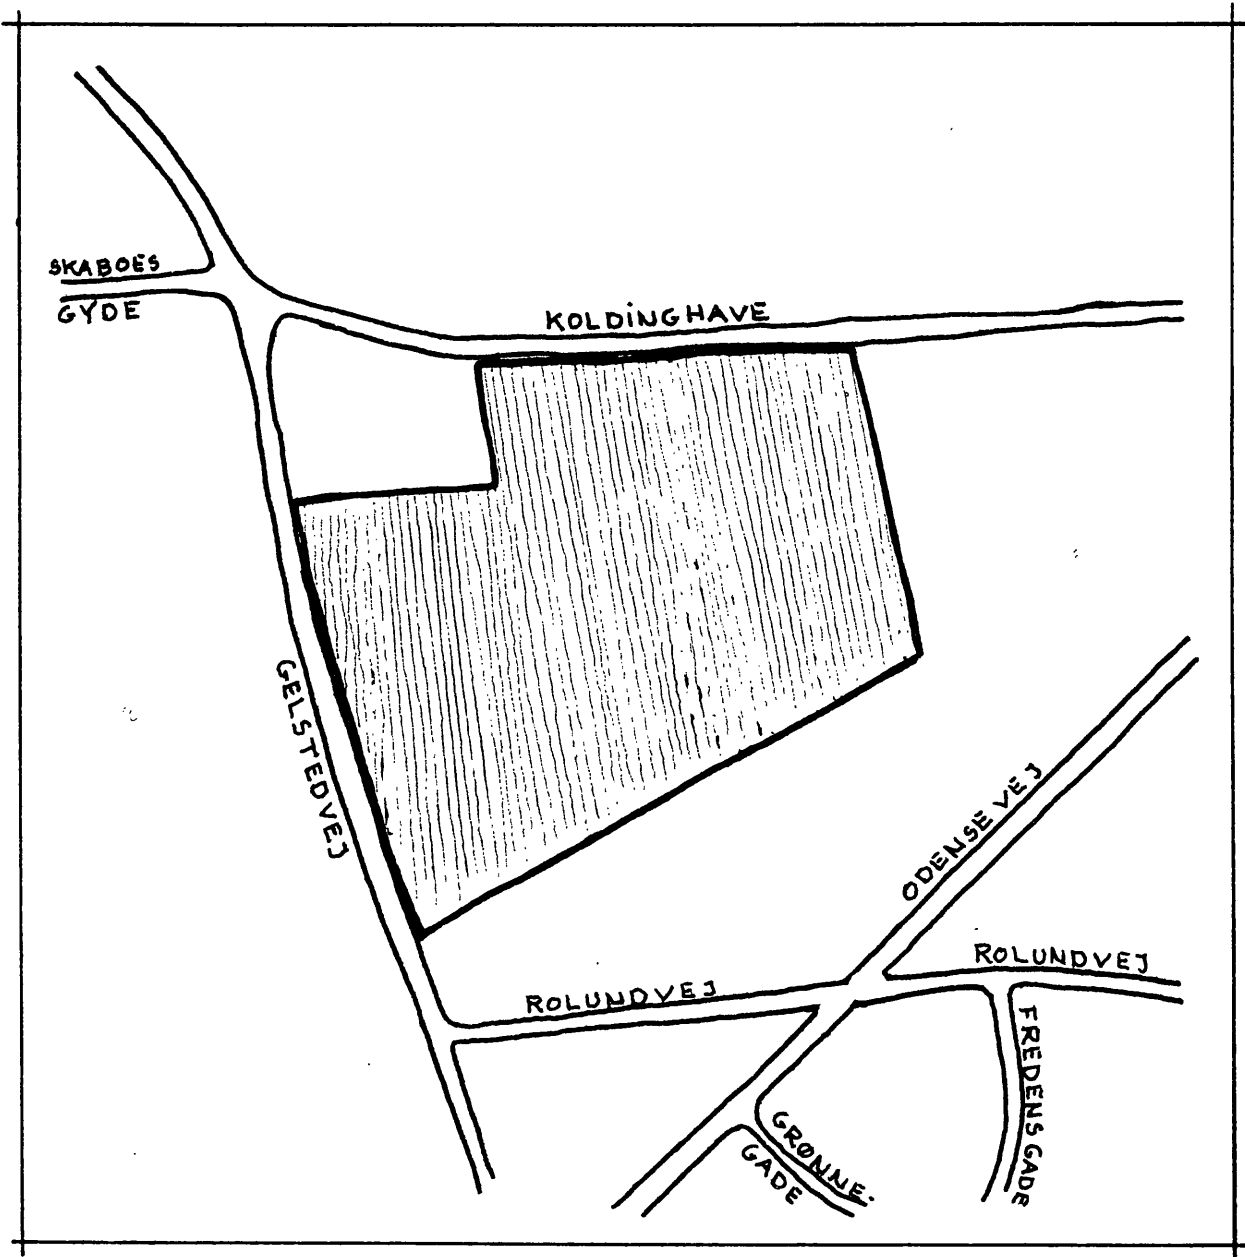 SKABOES
GYDE
KOLDINGHAVE
GELSTEDVEJ
ODENSEVEJ
ROLUNDVEJ
ROLUNDVEJ
FREDENSGADE
GRØNNE-
GADE